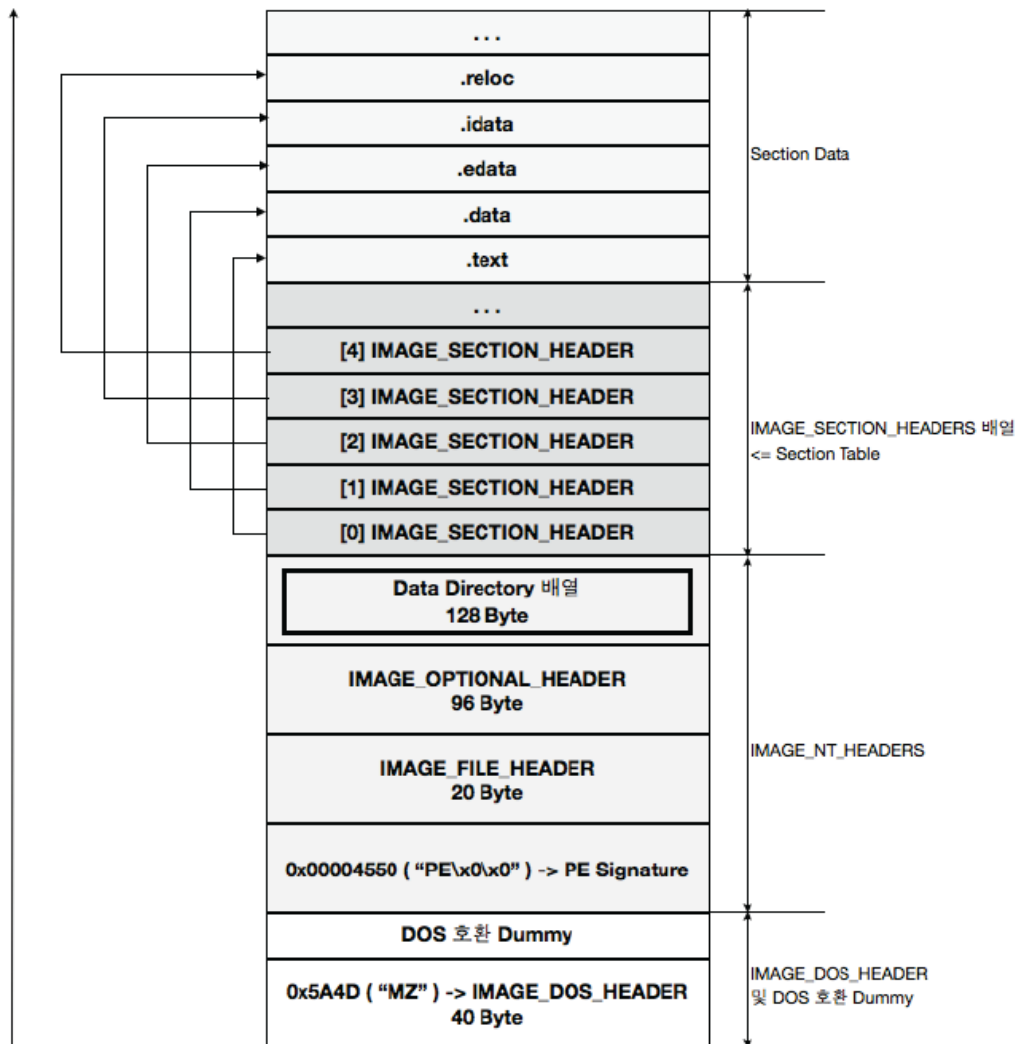 ...
.reloc
.idata
.edata
.data
.text
Section Data
...
[4] IMAGE_SECTION_HEADER
[3] IMAGE_SECTION_HEADER
[2] IMAGE_SECTION_HEADER
[1] IMAGE_SECTION_HEADER
[0] IMAGE_SECTION_HEADER
IMAGE_SECTION_HEADERS 배열
<= Section Table
Data Directory 배열
128 Byte
IMAGE_OPTIONAL_HEADER
96 Byte
IMAGE_FILE_HEADER
20 Byte
0x00004550 ( “PE\x0\x0” ) -> PE Signature
IMAGE_NT_HEADERS
DOS 호환 Dummy
0x5A4D ( “MZ” ) -> IMAGE_DOS_HEADER
40 Byte
IMAGE_DOS_HEADER
및 DOS 호환 Dummy